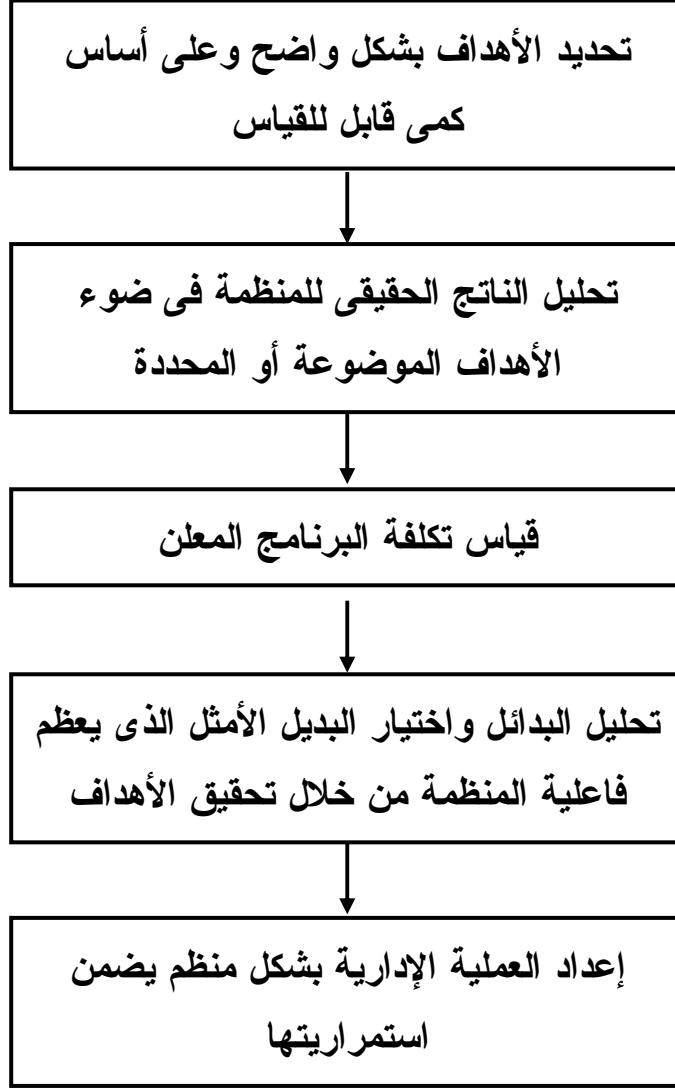 تحديد الأهداف بشكل واضح وعلى أساس
كمى قابل للقياس
تحليل الناتج الحقيقى للمنظمة فى ضوء
الأهداف الموضوعة أو المحددة
قياس تكلفة البرنامج المعلن
تحليل البدائل واختيار البديل الأمثل الذى يعظم
فاعلية المنظمة من خلال تحقيق الأهداف
إعداد العملية الإدارية بشكل منظم يضمن
استمراريتها